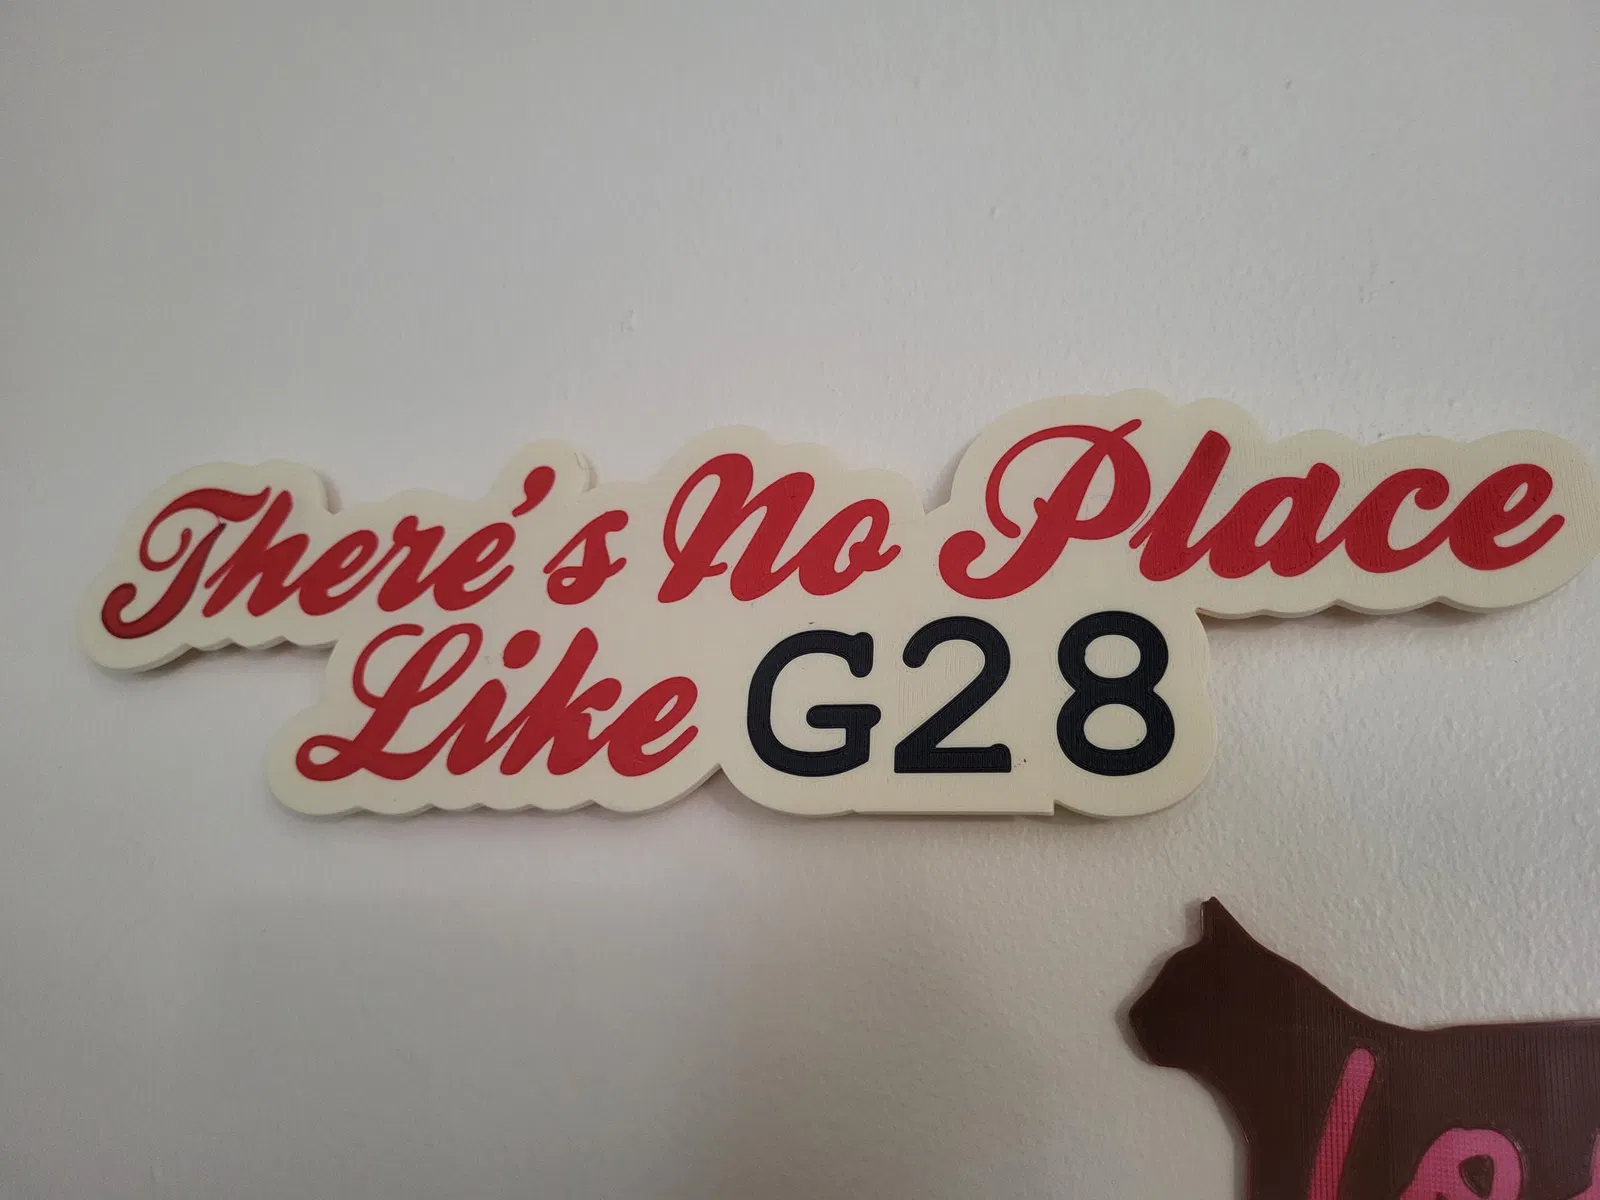 There's No Place
Like G28